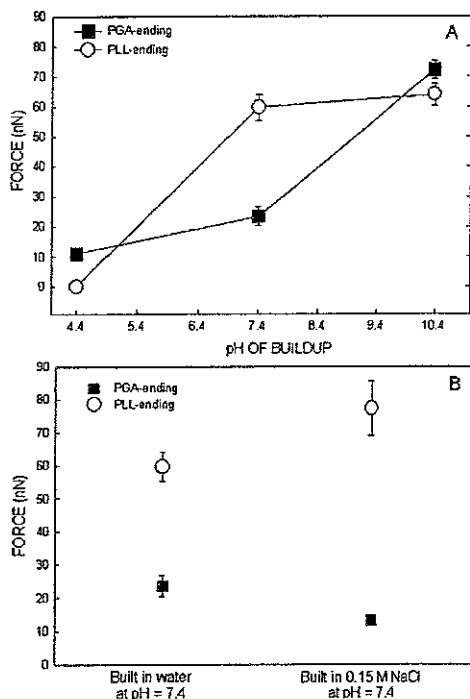 A
PGA-ending
PLL-ending
90
80
70
60
50
40
30
20
10
0
FORCE (nN)
4.4 5.4 6.4 7.4 8.4 9.4 10.4
pH OF BUILDUP
B
PGA-ending
PLL-ending
90
80
70
60
50
40
30
20
10
0
FORCE (nN)
Built in water Built in 0.15 M NaCl
at pH = 7.4 at pH = 7.4